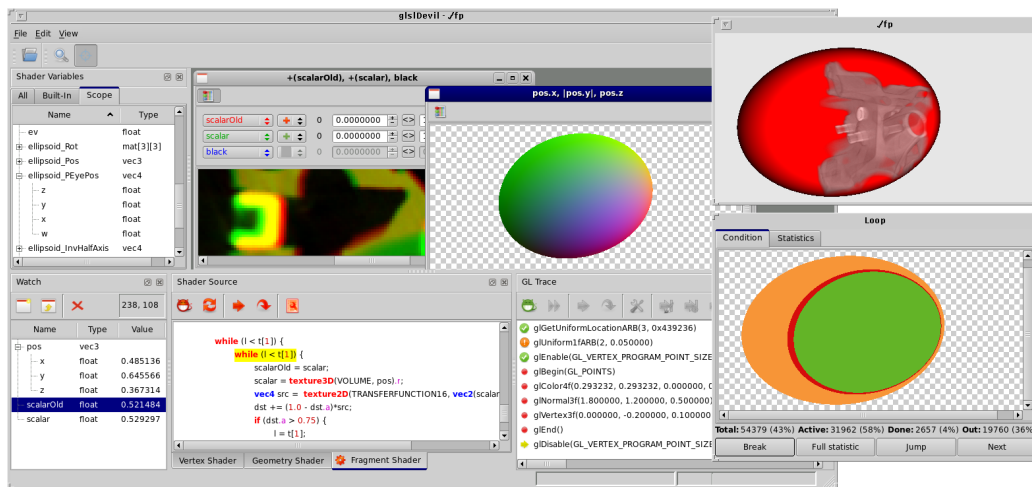 glslDevil - ./fp
File Edit View
Shader Variables
All Built-In Scope
Name Type
ev float
ellipsoid_Rot mat[3][3]
ellipsoid_Pos vec3
ellipsoid_PEyePos vec4
z float
y float
x float
w float
ellipsoid_InvHalfAxis vec4
+(scalarOld), +(scalar), black
scalarOld + 0 0.0000000 <>
scalar + 0 0.0000000 <>
black 0 0.0000000 <>
pos.x, |pos.y|, pos.z
./fp
Loop
Condition Statistics
Total: 54379 (43%) Active: 31962 (58%) Done: 2657 (4%) Out: 19760 (36%
Break Full statistic Jump Next
Watch
238, 108
Name Type Value
pos vec3
x float 0.485136
y float 0.645566
z float 0.367314
scalarOld float 0.521484
scalar float 0.529297
Shader Source
while (l < t[1]) {
while (l < t[1]) {
scalarOld = scalar;
scalar = texture3D(VOLUME, pos).r;
vec4 src = texture2D(TRANSFERFUNCTION16, vec2(scalar
dst += (1.0 - dst.a)*src;
if (dst.a > 0.75) {
l = t[1];
Vertex Shader Geometry Shader Fragment Shader
GL Trace
glGetUniformLocationARB(3, 0x439236)
glUniform1fARB(2, 0.050000)
glEnable(GL_VERTEX_PROGRAM_POINT_SIZE
glBegin(GL_POINTS)
glColor4f(0.293232, 0.293232, 0.000000, 0
glNormal3f(1.800000, 1.200000, 0.500000)
glVertex3f(0.000000, -0.200000, 0.100000
glEnd()
glDisable(GL_VERTEX_PROGRAM_POINT_SIZE